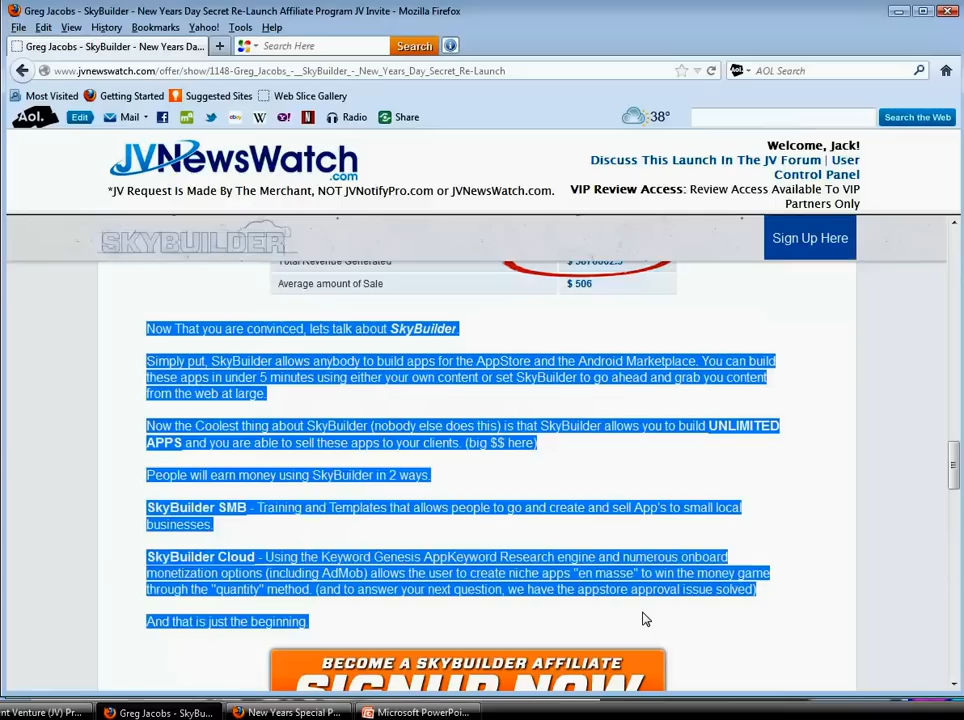 Greg Jacobs - SkyBuilder - New Years Day Secret Re-Launch Affiliate Program JV Invite - Mozilla Firefox
File Edit View History Bookmarks Yahoo! Tools Help
Greg Jacobs - SkyBuilder - New Years Da...
Search Here
Search
www.jvnewswatch.com/offer/show/1148-Greg_Jacobs_-__SkyBuilder_-_New_Years_Day_Secret_Re-Launch
AOL Search
Most Visited Getting Started Suggested Sites Web Slice Gallery
Aol. Edit Mail Radio Share 38° Search the Web
JVNewsWatch.com
*JV Request Is Made By The Merchant, NOT JVNotifyPro.com or JVNewsWatch.com.
Welcome, Jack!
Discuss This Launch In The JV Forum | User
Control Panel
VIP Review Access: Review Access Available To VIP
Partners Only
SKYBUILDER
Sign Up Here
Total Revenue Generated
Average amount of Sale $ 506
Now That you are convinced, lets talk about SkyBuilder.
Simply put, SkyBuilder allows anybody to build apps for the AppStore and the Android Marketplace. You can build
these apps in under 5 minutes using either your own content or set SkyBuilder to go ahead and grab you content
from the web at large.
Now the Coolest thing about SkyBuilder (nobody else does this) is that SkyBuilder allows you to build UNLIMITED
APPS and you are able to sell these apps to your clients. (big $$ here)
People will earn money using SkyBuilder in 2 ways.
SkyBuilder SMB - Training and Templates that allows people to go and create and sell App's to small local
businesses.
SkyBuilder Cloud - Using the Keyword Genesis AppKeyword Research engine and numerous onboard
monetization options (including AdMob) allows the user to create niche apps "en masse" to win the money game
through the "quantity" method. (and to answer your next question, we have the appstore approval issue solved)
And that is just the beginning.
BECOME A SKYBUILDER AFFILIATE
SIGNUP NOW
nt Venture (JV) Pr... Greg Jacobs - SkyBu... New Years Special P... Microsoft PowerPoi...